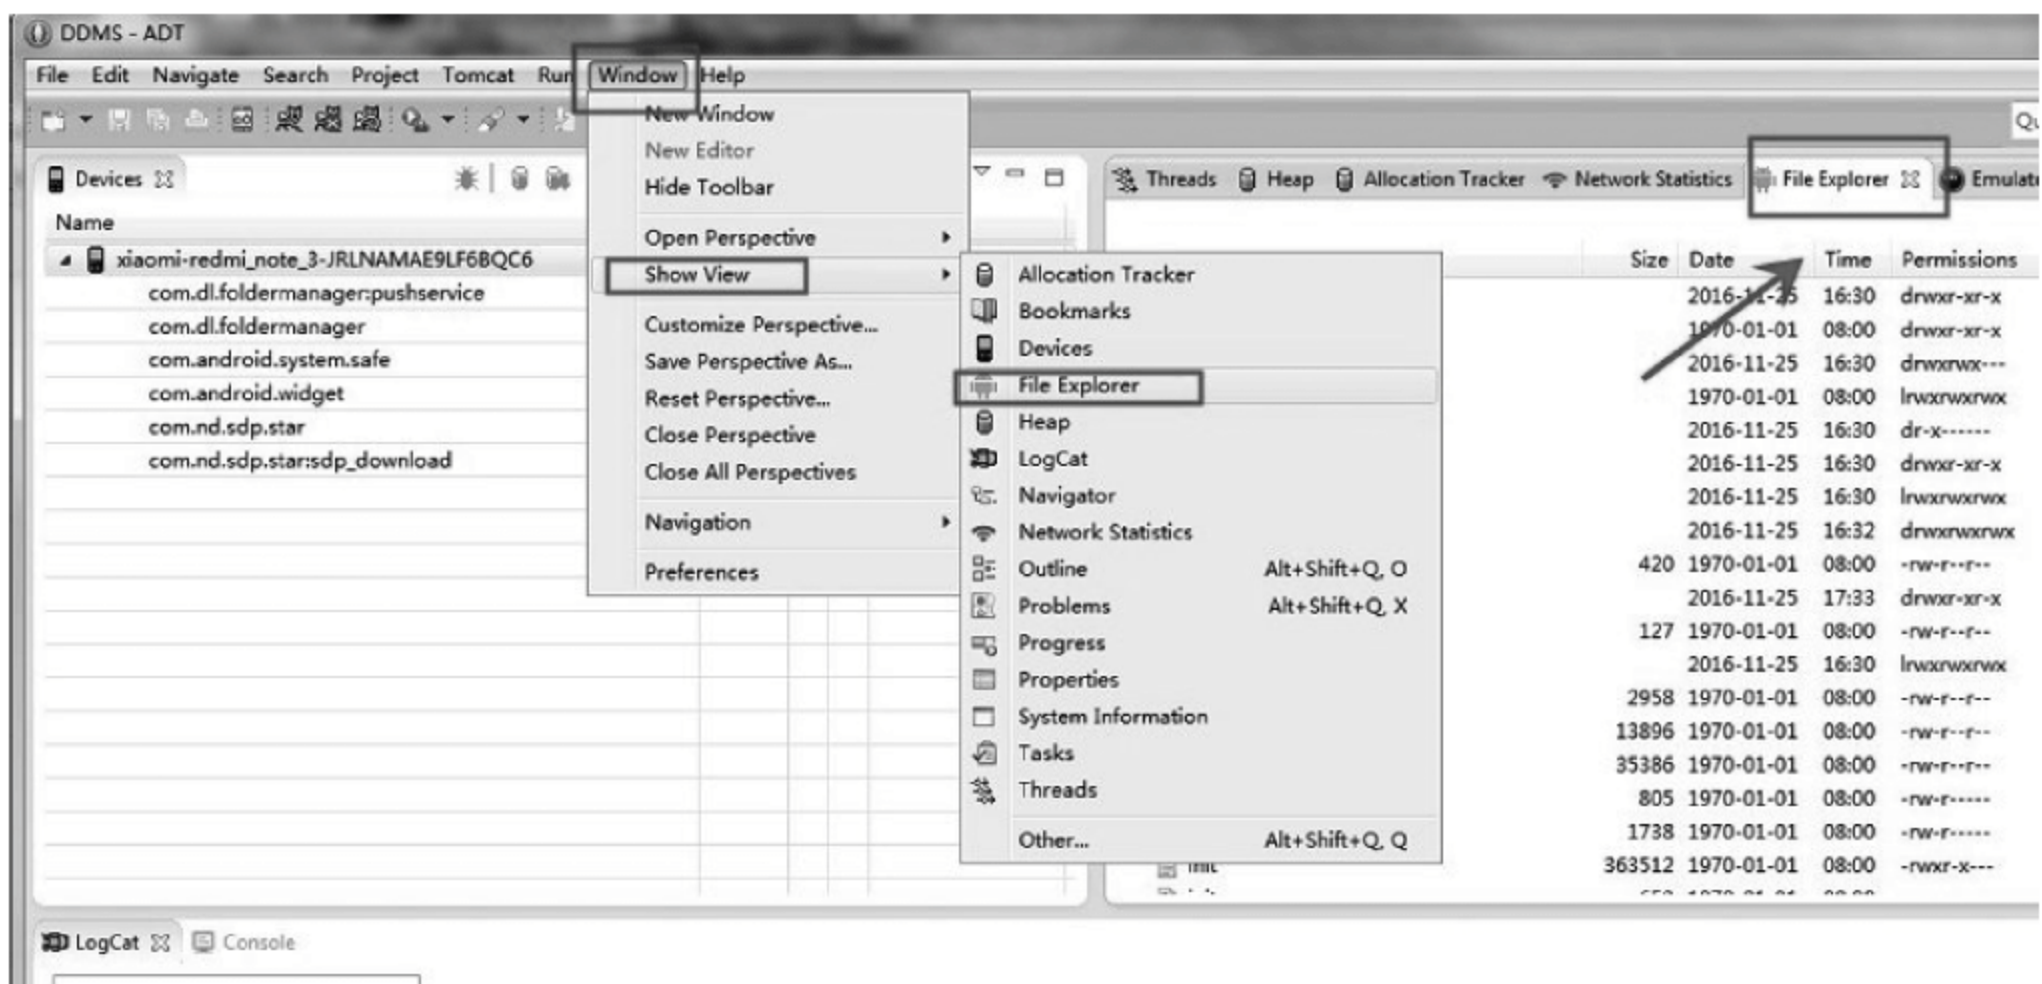 DDMS - ADT
File Edit Navigate Search Project Tomcat Run Window Help
New Window
New Editor
Hide Toolbar
Open Perspective
Show View
Customize Perspective...
Save Perspective As...
Reset Perspective...
Close Perspective
Close All Perspectives
Navigation
Preferences
Devices
Name
xiaomi-redmi_note_3-JRLNAMAE9LF6BQC6
com.dl.foldermanager:pushservice
com.dl.foldermanager
com.android.system.safe
com.android.widget
com.nd.sdp.star
com.nd.sdp.star:sdp_download
Allocation Tracker
Bookmarks
Devices
File Explorer
Heap
LogCat
Navigator
Network Statistics
Outline Alt+Shift+Q, O
Problems Alt+Shift+Q, X
Progress
Properties
System Information
Tasks
Threads
Other... Alt+Shift+Q, Q
Threads Heap Allocation Tracker Network Statistics File Explorer
Size Date Time Permissions
2016-11-25 16:30 drwxr-xr-x
1970-01-01 08:00 drwxr-xr-x
2016-11-25 16:30 drwxrwx---
1970-01-01 08:00 lrwxrwxrwx
2016-11-25 16:30 dr-x------
2016-11-25 16:30 drwxr-xr-x
2016-11-25 16:30 lrwxrwxrwx
2016-11-25 16:32 drwxrwxrwx
420 1970-01-01 08:00 -rw-r--r--
2016-11-25 17:33 drwxr-xr-x
127 1970-01-01 08:00 -rw-r--r--
2016-11-25 16:30 lrwxrwxrwx
2958 1970-01-01 08:00 -rw-r--r--
13896 1970-01-01 08:00 -rw-r--r--
35386 1970-01-01 08:00 -rw-r--r--
805 1970-01-01 08:00 -rw-r-----
1738 1970-01-01 08:00 -rw-r-----
init 363512 1970-01-01 08:00 -rwxr-x---
LogCat Console